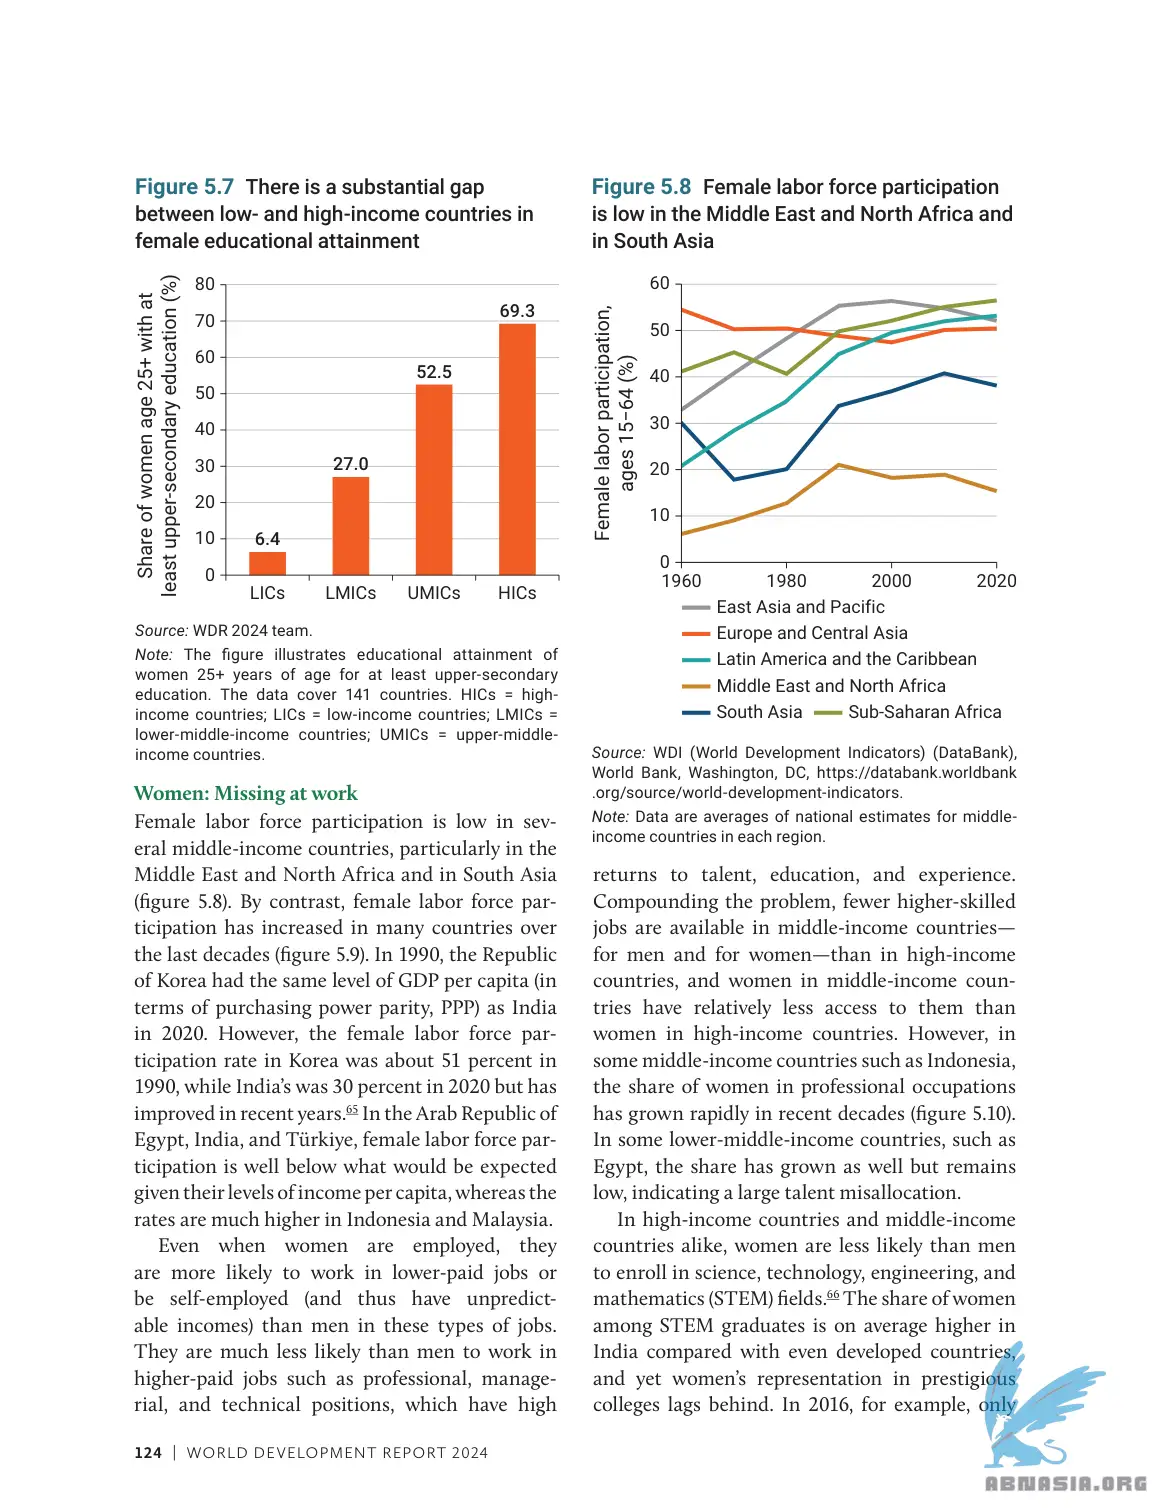 Figure 5.7 There is a substantial gap
between low- and high-income countries in
female educational attainment
Share of women age 25+ with at
least upper-secondary education (%)
80
70
60
50
40
30
20
10
0
6.4
27.0
52.5
69.3
LICs
LMICs
UMICs
HICs
Source: WDR 2024 team.
Note: The figure illustrates educational attainment of
women 25+ years of age for at least upper-secondary
education. The data cover 141 countries. HICs = high-
income countries; LICs = low-income countries; LMICs =
lower-middle-income countries; UMICs = upper-middle-
income countries.
Women: Missing at work
Female labor force participation is low in sev-
eral middle-income countries, particularly in the
Middle East and North Africa and in South Asia
(figure 5.8). By contrast, female labor force par-
ticipation has increased in many countries over
the last decades (figure 5.9). In 1990, the Republic
of Korea had the same level of GDP per capita (in
terms of purchasing power parity, PPP) as India
in 2020. However, the female labor force par-
ticipation rate in Korea was about 51 percent in
1990, while India’s was 30 percent in 2020 but has
improved in recent years.65 In the Arab Republic of
Egypt, India, and Türkiye, female labor force par-
ticipation is well below what would be expected
given their levels of income per capita, whereas the
rates are much higher in Indonesia and Malaysia.
Even when women are employed, they
are more likely to work in lower-paid jobs or
be self-employed (and thus have unpredict-
able incomes) than men in these types of jobs.
They are much less likely than men to work in
higher-paid jobs such as professional, manage-
rial, and technical positions, which have high
Figure 5.8 Female labor force participation
is low in the Middle East and North Africa and
in South Asia
Female labor participation,
ages 15–64 (%)
60
50
40
30
20
10
0
1960
1980
2000
2020
East Asia and Pacific
Europe and Central Asia
Latin America and the Caribbean
Middle East and North Africa
South Asia
Sub-Saharan Africa
Source: WDI (World Development Indicators) (DataBank),
World Bank, Washington, DC, https://databank.worldbank
.org/source/world-development-indicators.
Note: Data are averages of national estimates for middle-
income countries in each region.
returns to talent, education, and experience.
Compounding the problem, fewer higher-skilled
jobs are available in middle-income countries—
for men and for women—than in high-income
countries, and women in middle-income coun-
tries have relatively less access to them than
women in high-income countries. However, in
some middle-income countries such as Indonesia,
the share of women in professional occupations
has grown rapidly in recent decades (figure 5.10).
In some lower-middle-income countries, such as
Egypt, the share has grown as well but remains
low, indicating a large talent misallocation.
In high-income countries and middle-income
countries alike, women are less likely than men
to enroll in science, technology, engineering, and
mathematics (STEM) fields.66 The share of women
among STEM graduates is on average higher in
India compared with even developed countries,
and yet women’s representation in prestigious
colleges lags behind. In 2016, for example, only
124 | WORLD DEVELOPMENT REPORT 2024
ABNASIA.ORG